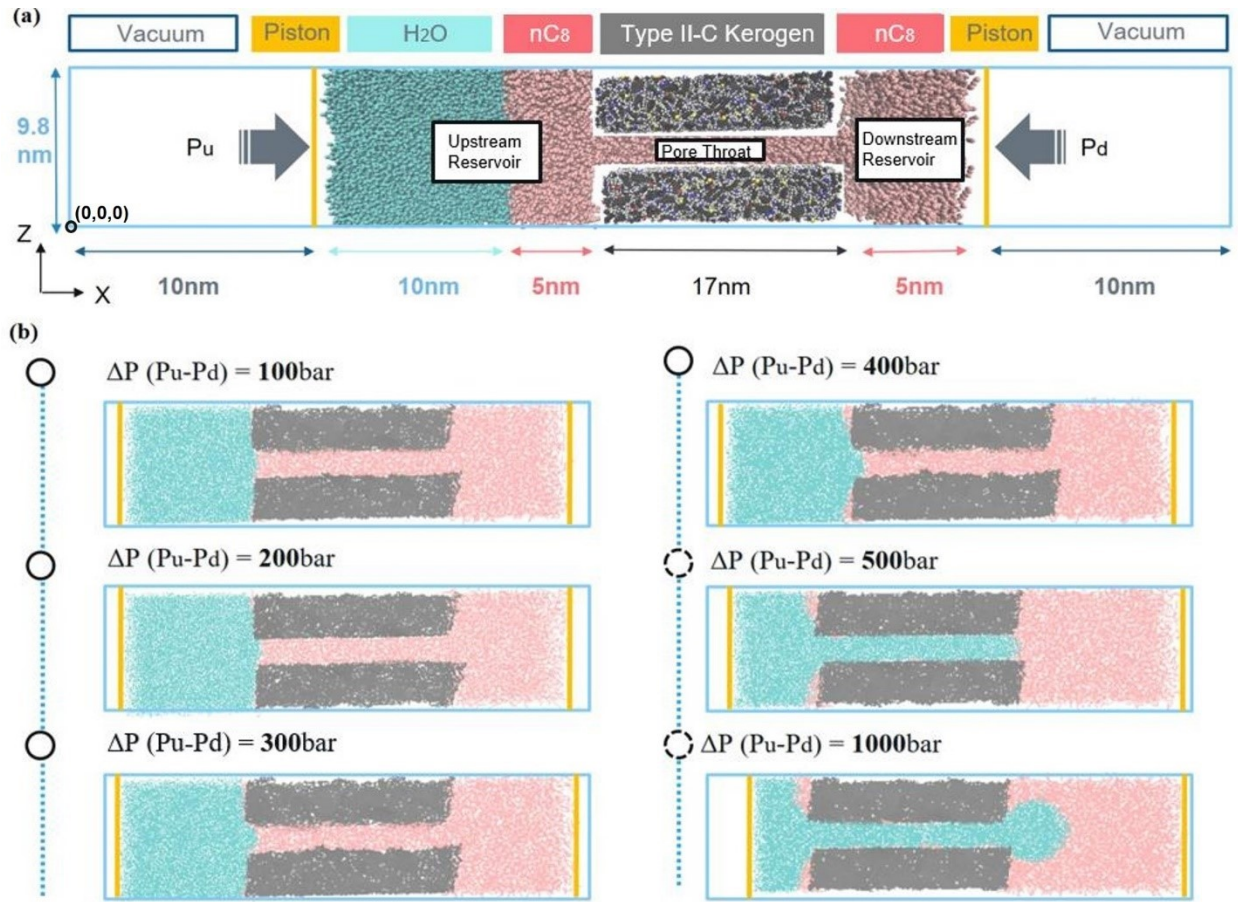 (a)
Vacuum Piston H2O nC8 Type II-C Kerogen nC8 Piston Vacuum
9.8
nm
Pu
Upstream
Reservoir
Pore Throat
Downstream
Reservoir
Pd
(0,0,0)
Z
X
10nm 10nm 5nm 17nm 5nm 10nm
(b)
ΔP (Pu-Pd) = 100bar
ΔP (Pu-Pd) = 200bar
ΔP (Pu-Pd) = 300bar
ΔP (Pu-Pd) = 400bar
ΔP (Pu-Pd) = 500bar
ΔP (Pu-Pd) = 1000bar